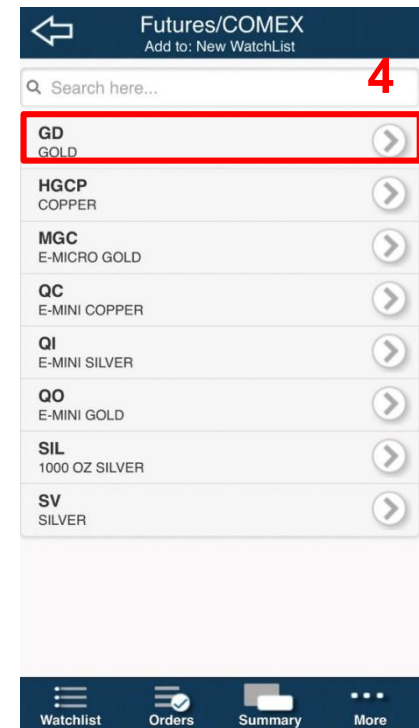 Futures/COMEX
Add to: New WatchList
Search here...
4
GD
GOLD
HGCP
COPPER
MGC
E-MICRO GOLD
QC
E-MINI COPPER
QI
E-MINI SILVER
QO
E-MINI GOLD
SIL
1000 OZ SILVER
SV
SILVER
Watchlist Orders Summary More